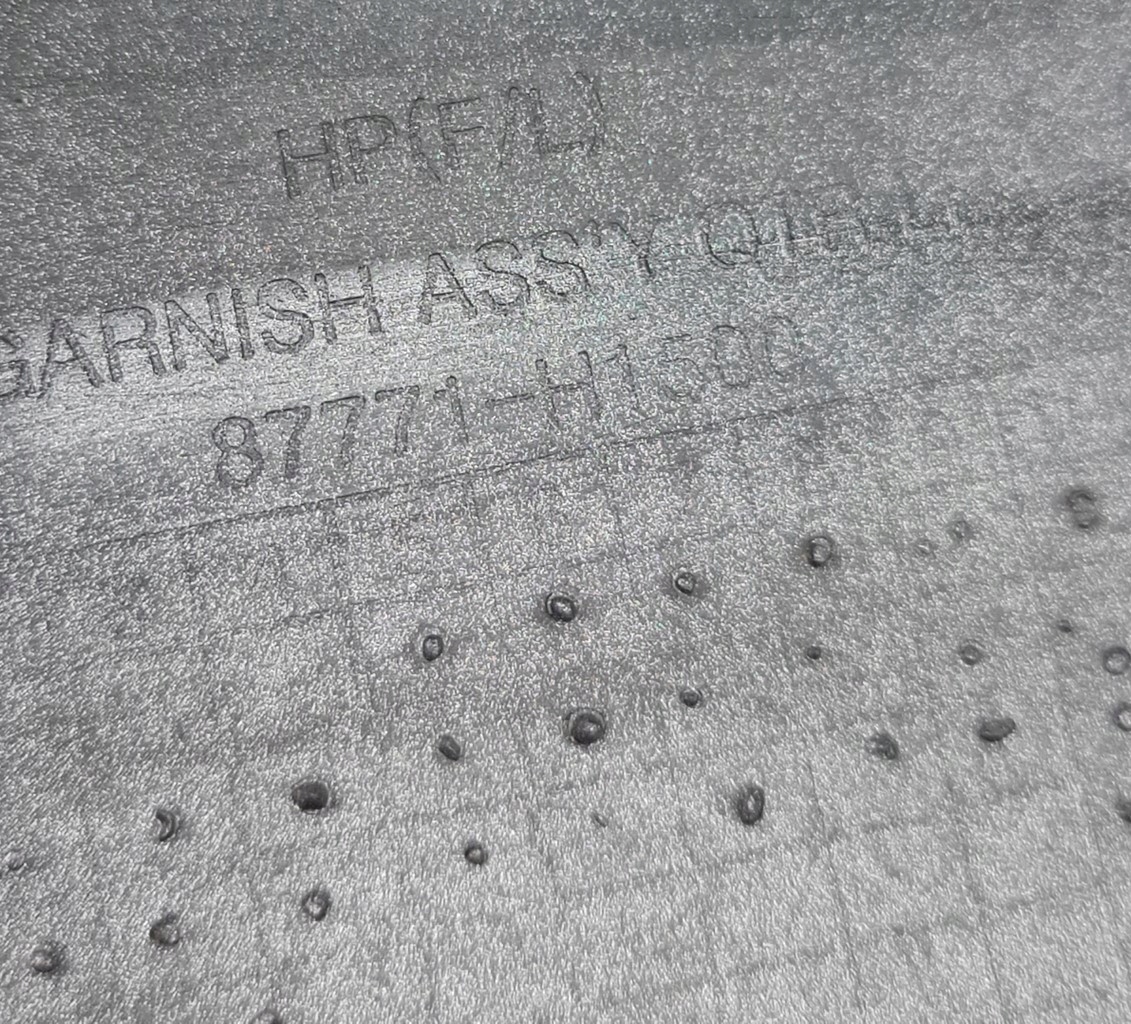 HP(F/L)
GARNISH ASS'Y
87771-H1500